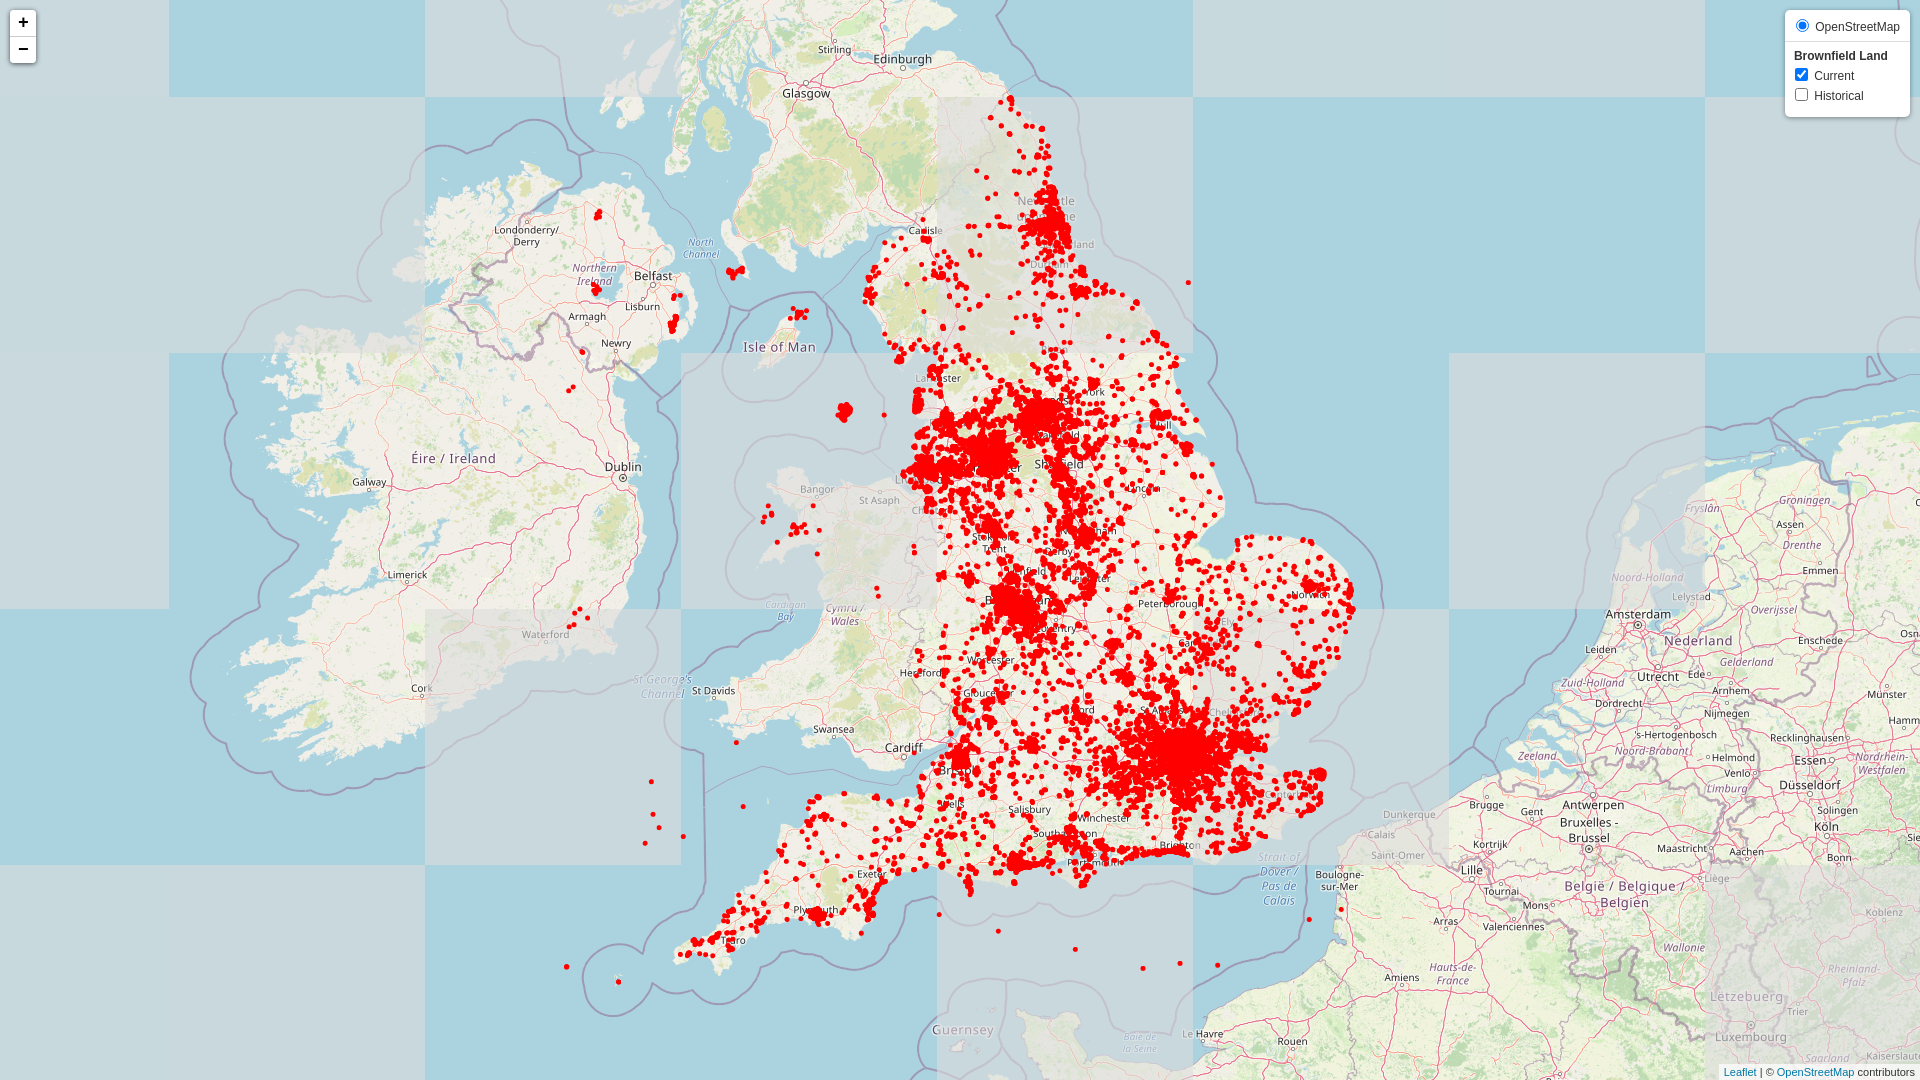 +
−
OpenStreetMap
Brownfield Land
Current
Historical
Stirling
Edinburgh
Glasgow
Londonderry/
Derry
North
Channel
Northern
Ireland
Belfast
Lisburn
Armagh
Newry
Isle of Man
Carlisle
Durham
York
Éire / Ireland
Dublin
Galway
Limerick
Waterford
Cork
St George's
Channel
Bangor
St Asaph
Cardigan
Bay
Cymru /
Wales
St Davids
Swansea
Cardiff
Hereford
Worcester
Trent
Derby
Lincoln
Peterborough
Norwich
Ely
Bristol
Wells
Salisbury
Winchester
Southampton
Portsmouth
Brighton
Exeter
Plymouth
Truro
Strait of
Dover /
Pas de
Calais
Guernsey
Baie de
la Seine
Le Havre
Rouen
Amiens
Hauts-de-
France
Arras
Valenciennes
Mons
Lille
Tournai
Boulogne-
sur-Mer
Saint-Omer
Calais
Dunkerque
Brugge
Gent
Kortrijk
Antwerpen
Bruxelles -
Brussel
België / Belgique /
Belgien
Wallonie
Liège
Maastricht
Aachen
Bonn
Köln
Solingen
Düsseldorf
Essen
Recklinghausen
Nordrhein-
Westfalen
Limburg
Venlo
Helmond
's-Hertogenbosch
Noord-Brabant
Zeeland
Dordrecht
Nijmegen
Arnhem
Ede
Münster
Utrecht
Gelderland
Zuid-Holland
Leiden
Amsterdam
Nederland
Enschede
Overijssel
Lelystad
Noord-Holland
Emmen
Drenthe
Assen
Groningen
Fryslân
Koblenz
Rheinland-
Pfalz
Trier
Lëtzebuerg
Luxembourg
Saarland
Leaflet | © OpenStreetMap contributors